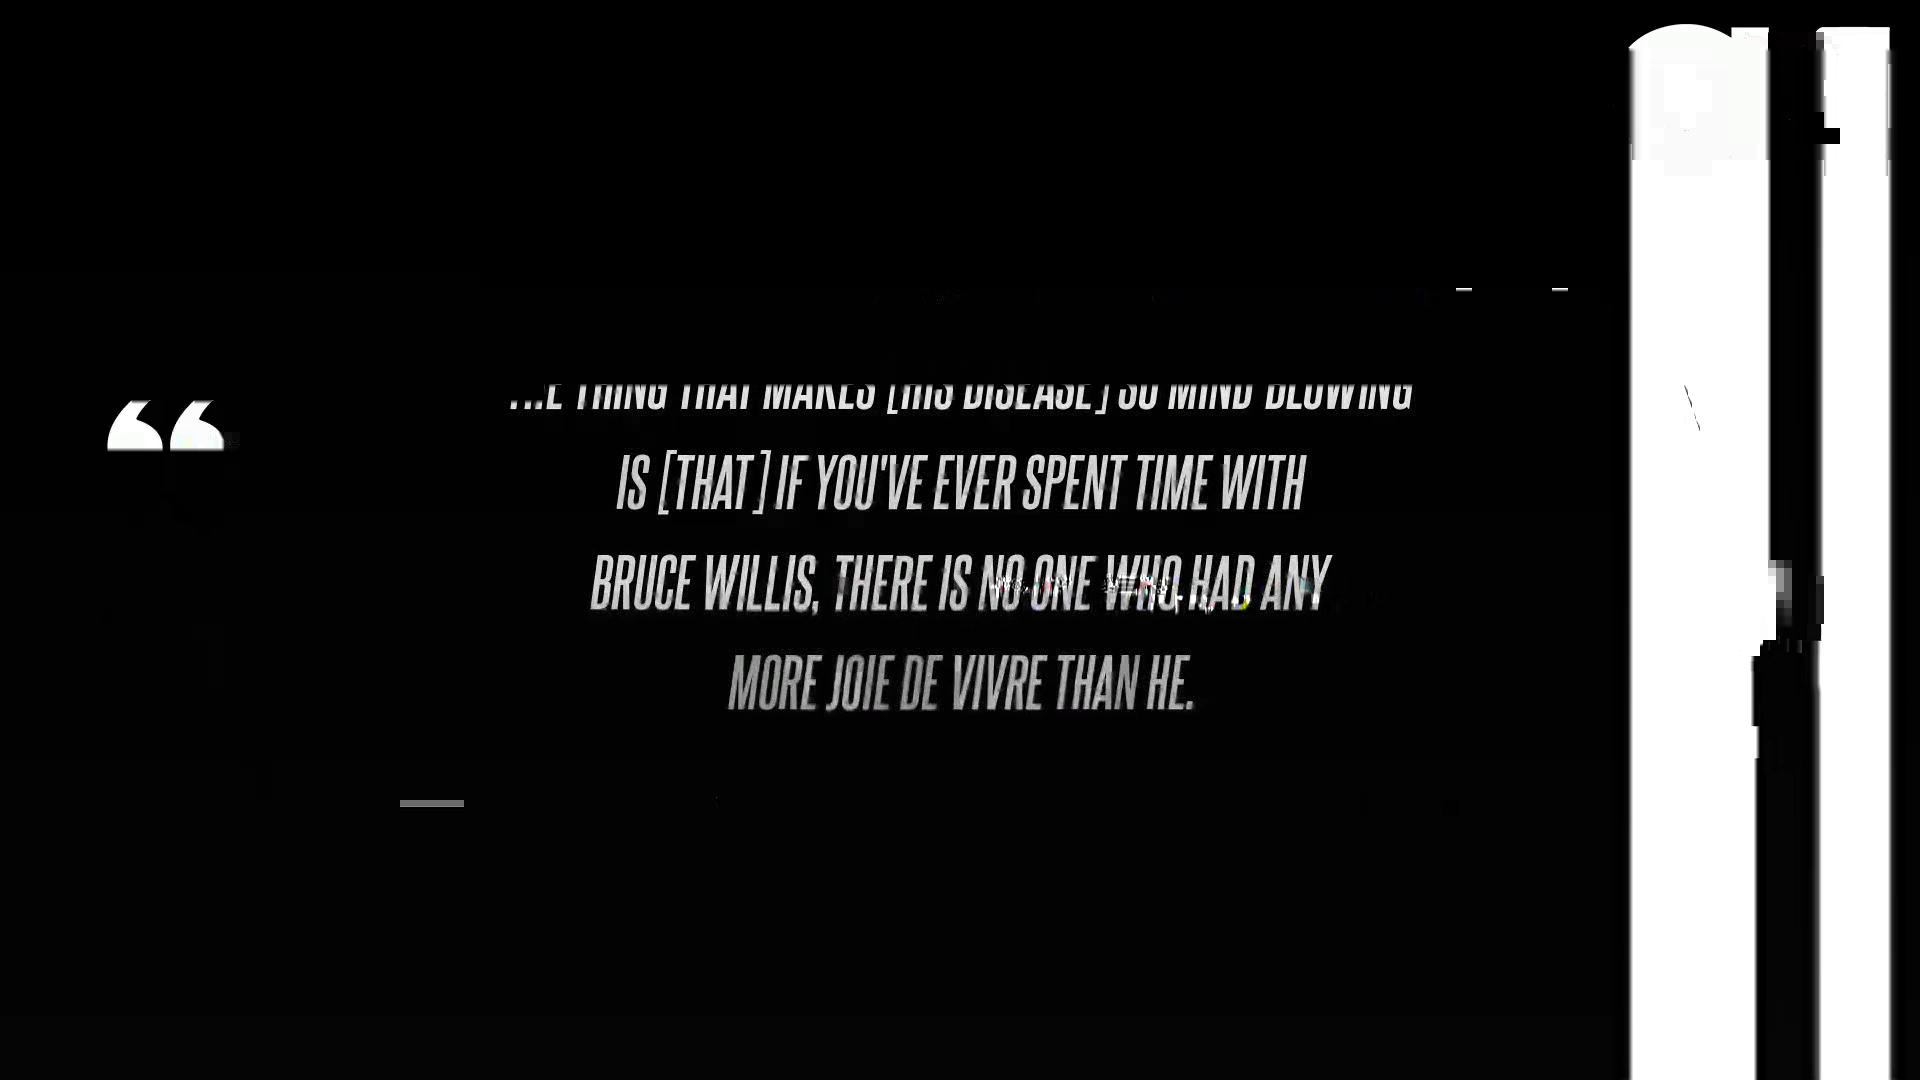 “
THING THAT MAKES [HIS DISEASE] SO MIND BLOWING
IS [THAT] IF YOU'VE EVER SPENT TIME WITH
BRUCE WILLIS, THERE IS NO ONE WHO HAD ANY
MORE JOIE DE VIVRE THAN HE.